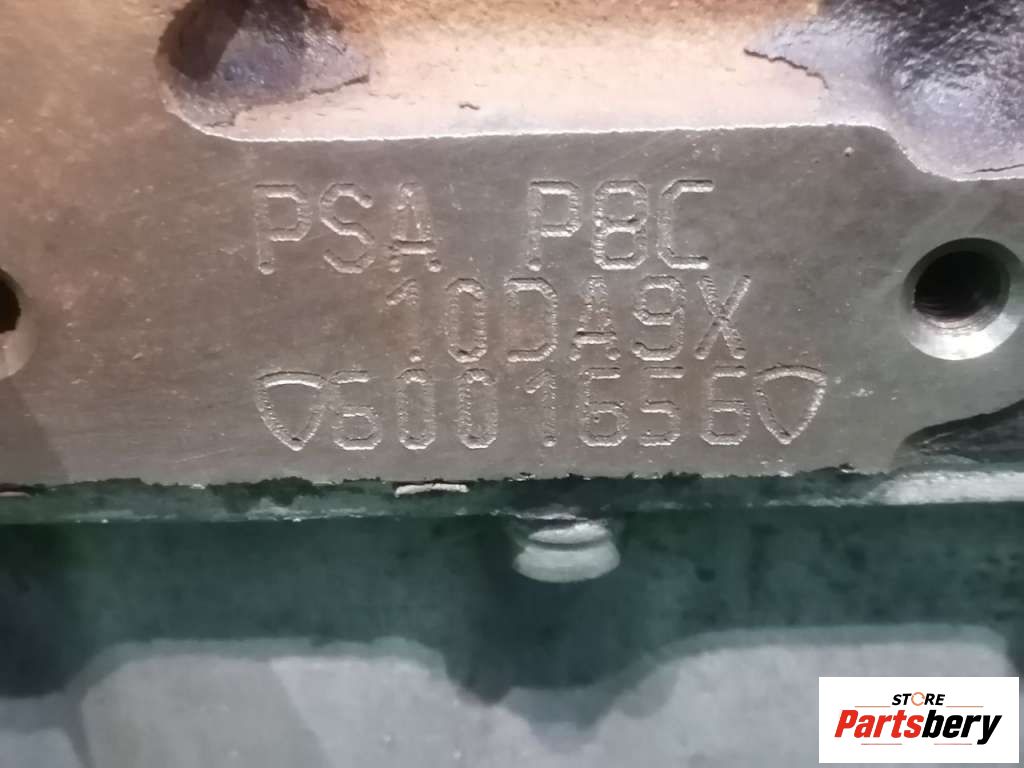 PSA P8C
10DA9X
6001656
STORE
Partsbery